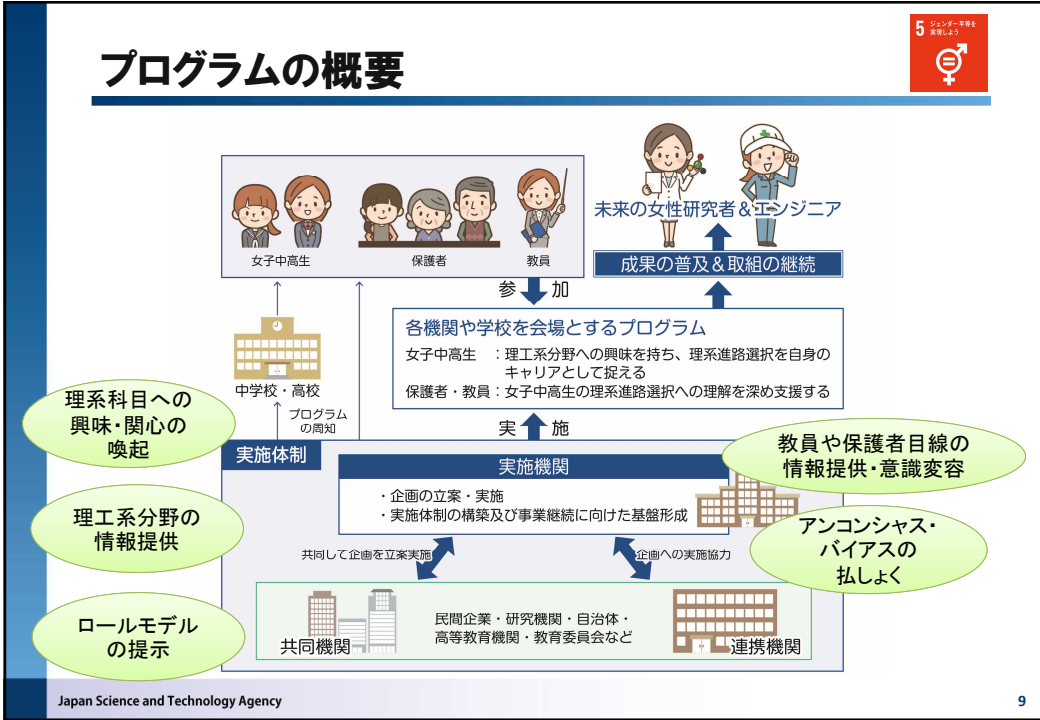 プログラムの概要
5 ジェンダー平等を
実現しよう
女子中高生
保護者
教員
未来の女性研究者&エンジニア
成果の普及&取組の継続
参 加
各機関や学校を会場とするプログラム
女子中高生 :理工系分野への興味を持ち、理系進路選択を自身の
キャリアとして捉える
保護者・教員:女子中高生の理系進路選択への理解を深め支援する
中学校・高校
プログラム
の周知
実 施
理系科目への
興味・関心の
喚起
理工系分野の
情報提供
ロールモデル
の提示
実施体制
実施機関
・企画の立案・実施
・実施体制の構築及び事業継続に向けた基盤形成
教員や保護者目線の
情報提供・意識変容
アンコンシャス・
バイアスの
払しょく
共同して企画を立案実施
企画への実施協力
民間企業・研究機関・自治体・
高等教育機関・教育委員会など
共同機関
連携機関
Japan Science and Technology Agency
9